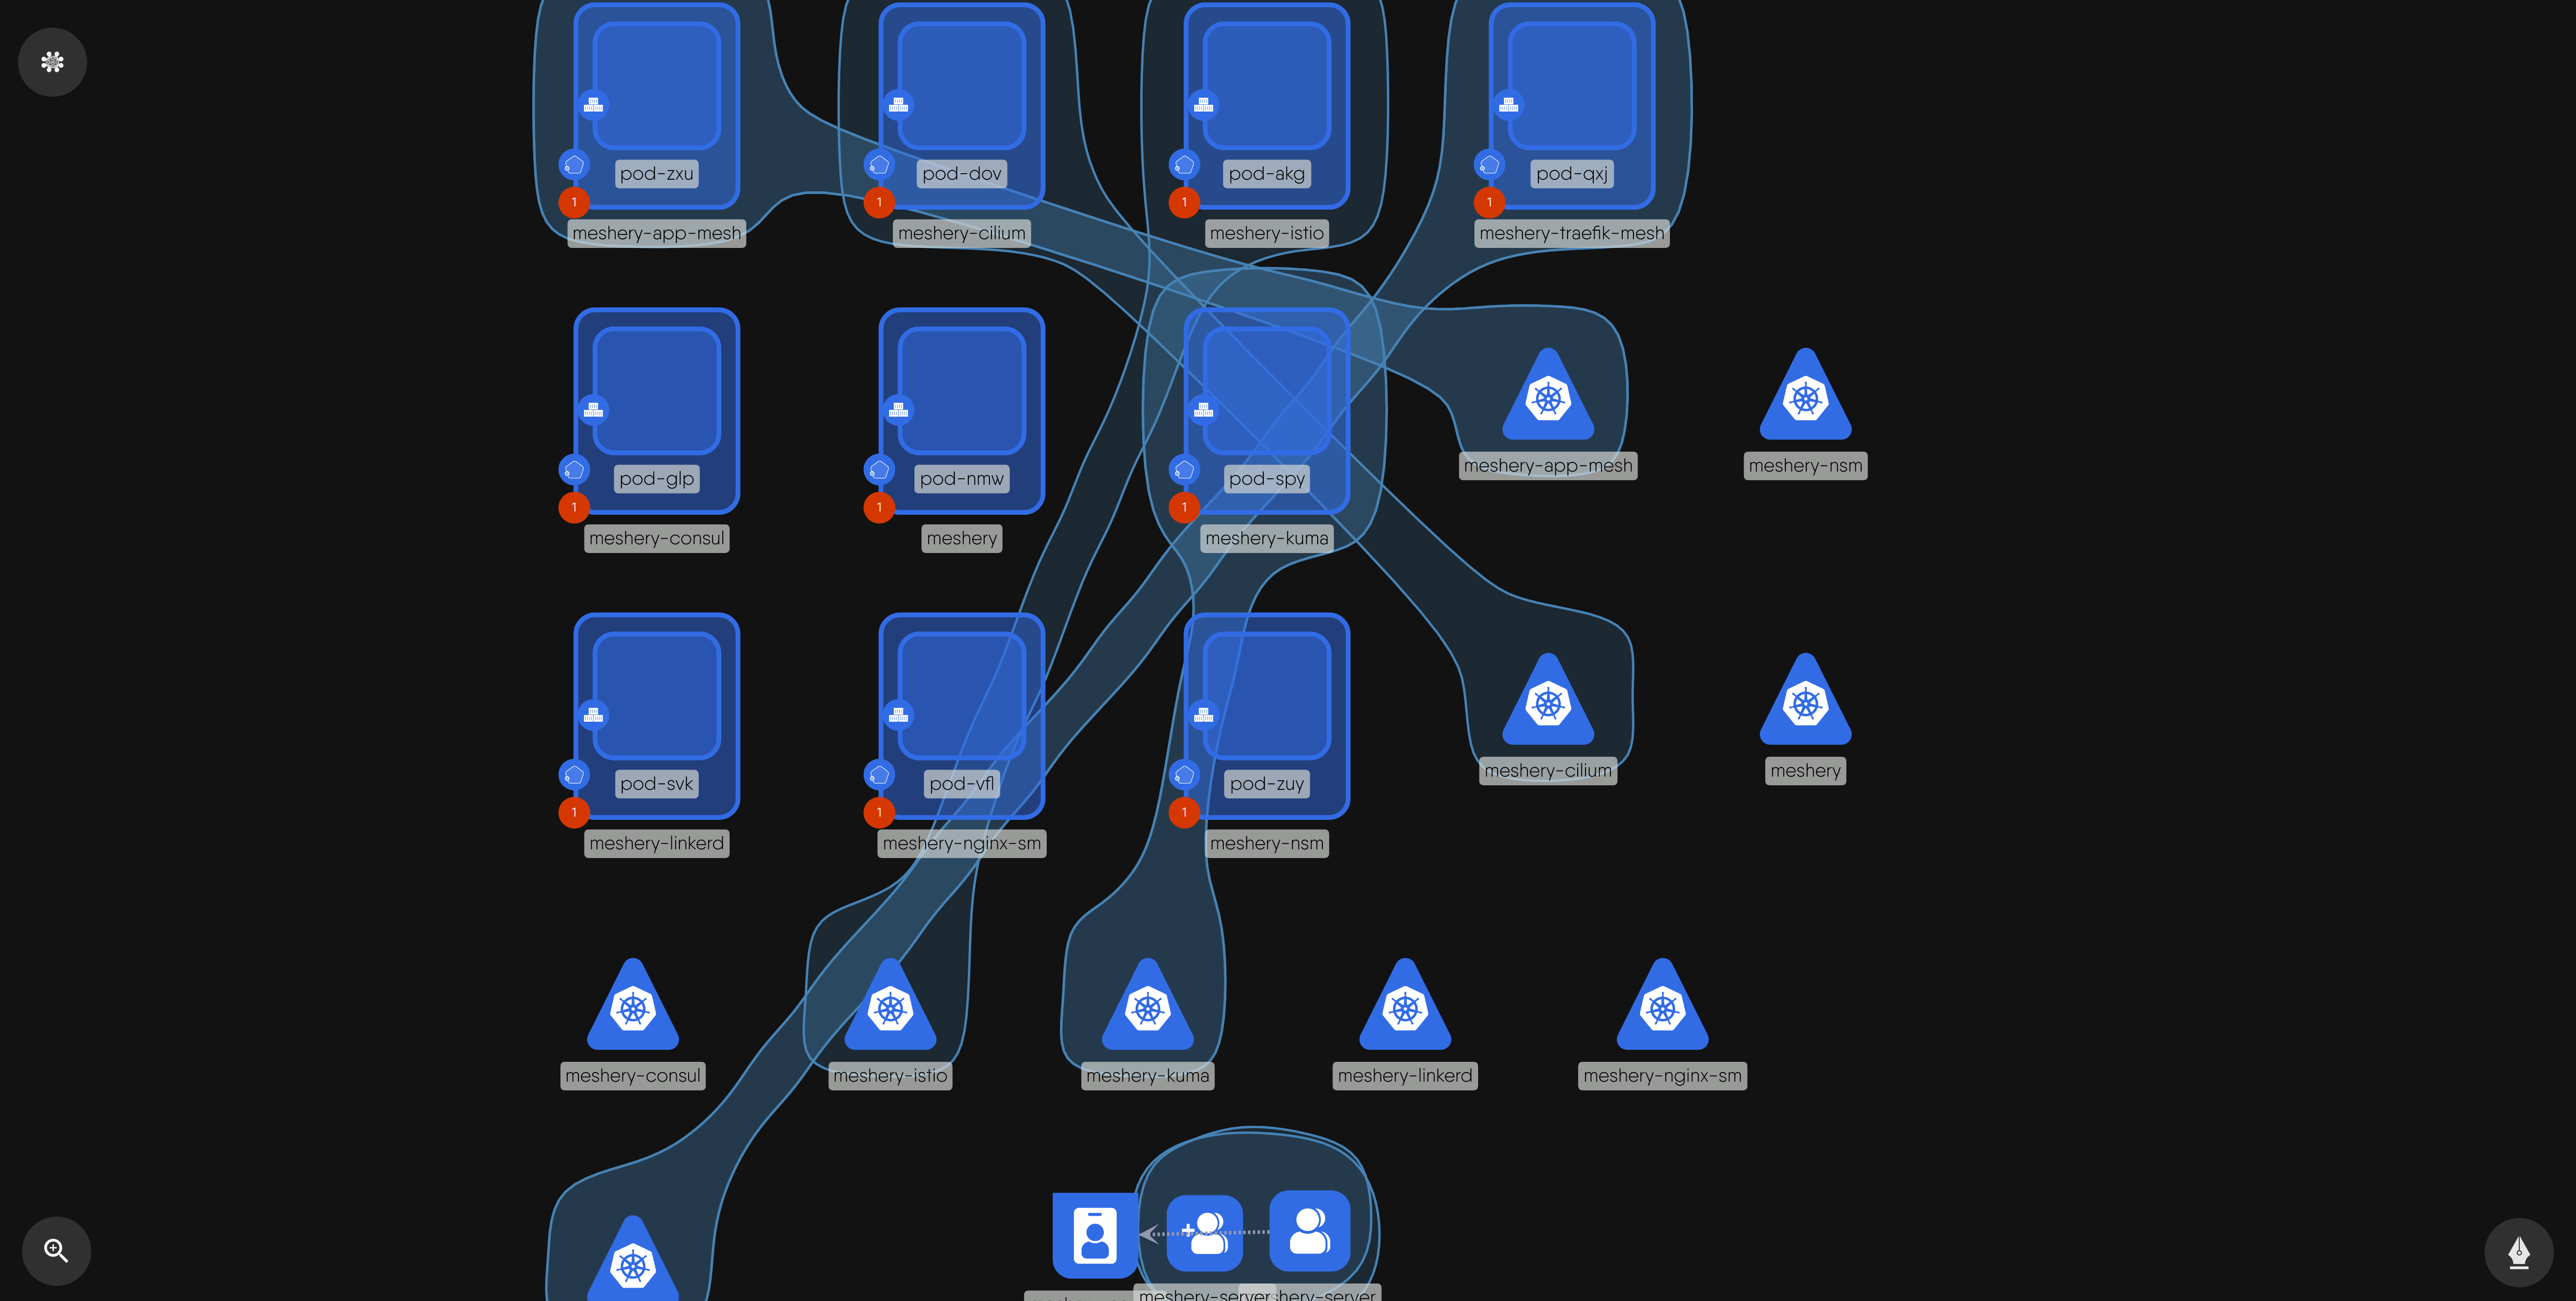 pod-zxu
pod-dov
pod-akg
pod-qxj
1
1
1
1
meshery-app-mesh
meshery-cilium
meshery-istio
meshery-traefik-mesh
pod-glp
pod-nmw
pod-spy
meshery-app-mesh
meshery-nsm
1
1
1
meshery-consul
meshery
meshery-kuma
pod-svk
pod-vfl
pod-zuy
meshery-cilium
meshery
1
1
1
meshery-linkerd
meshery-nginx-sm
meshery-nsm
meshery-consul
meshery-istio
meshery-kuma
meshery-linkerd
meshery-nginx-sm
meshery-server